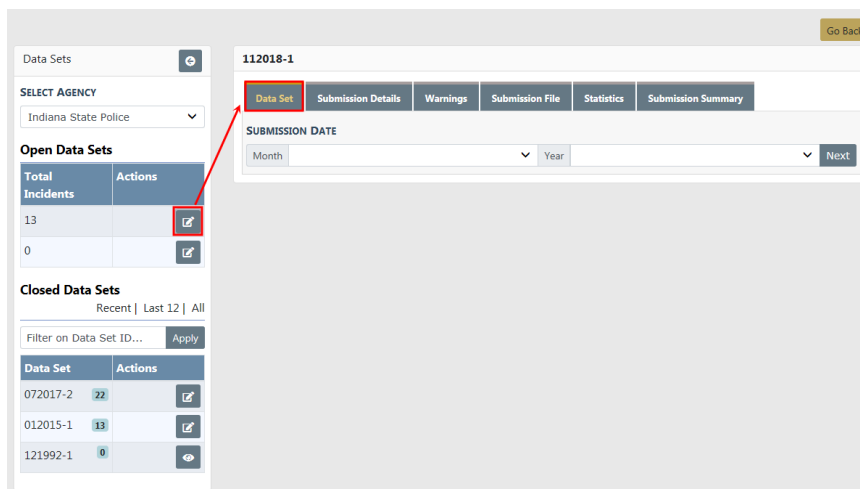 Go Back
Data Sets
SELECT AGENCY
Indiana State Police
Open Data Sets
Total Incidents Actions
13
0
Closed Data Sets
Recent | Last 12 | All
Filter on Data Set ID... Apply
Data Set Actions
072017-2 22
012015-1 13
121992-1 0
112018-1
Data Set Submission Details Warnings Submission File Statistics Submission Summary
SUBMISSION DATE
Month Year Next